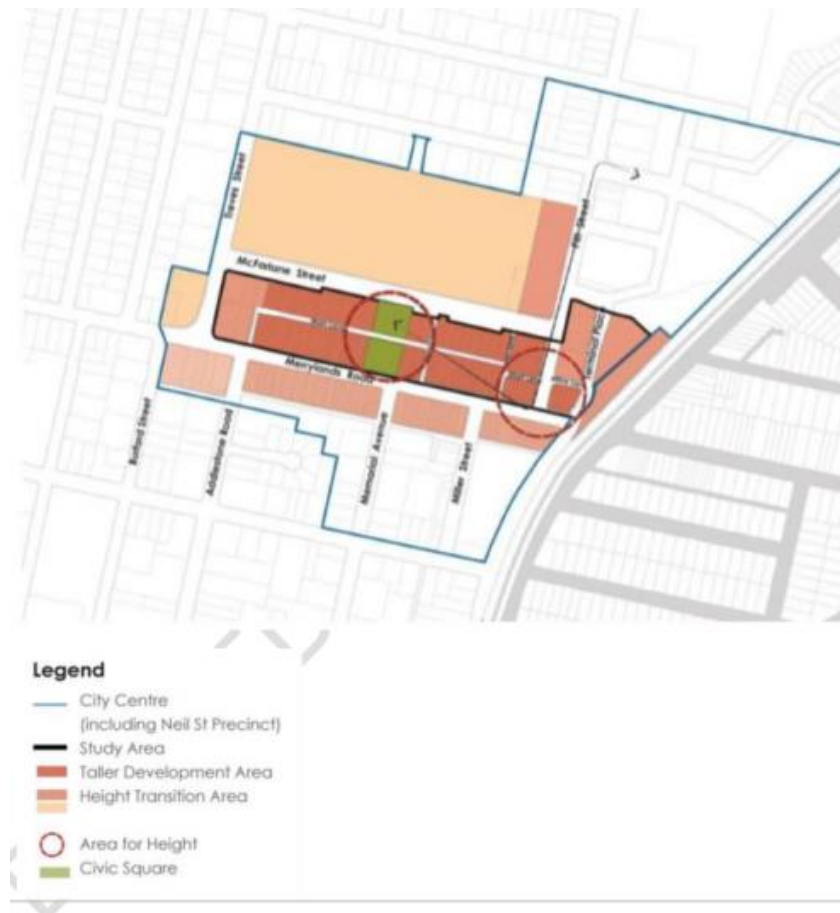 Travers Street
Pitt Street
McFarlane Street
Terminal Place
Merrylands Road
Burford Street
Addlestone Road
Memorial Avenue
Miller Street
Legend
City Centre
(including Neil St Precinct)
Study Area
Taller Development Area
Height Transition Area
Area for Height
Civic Square